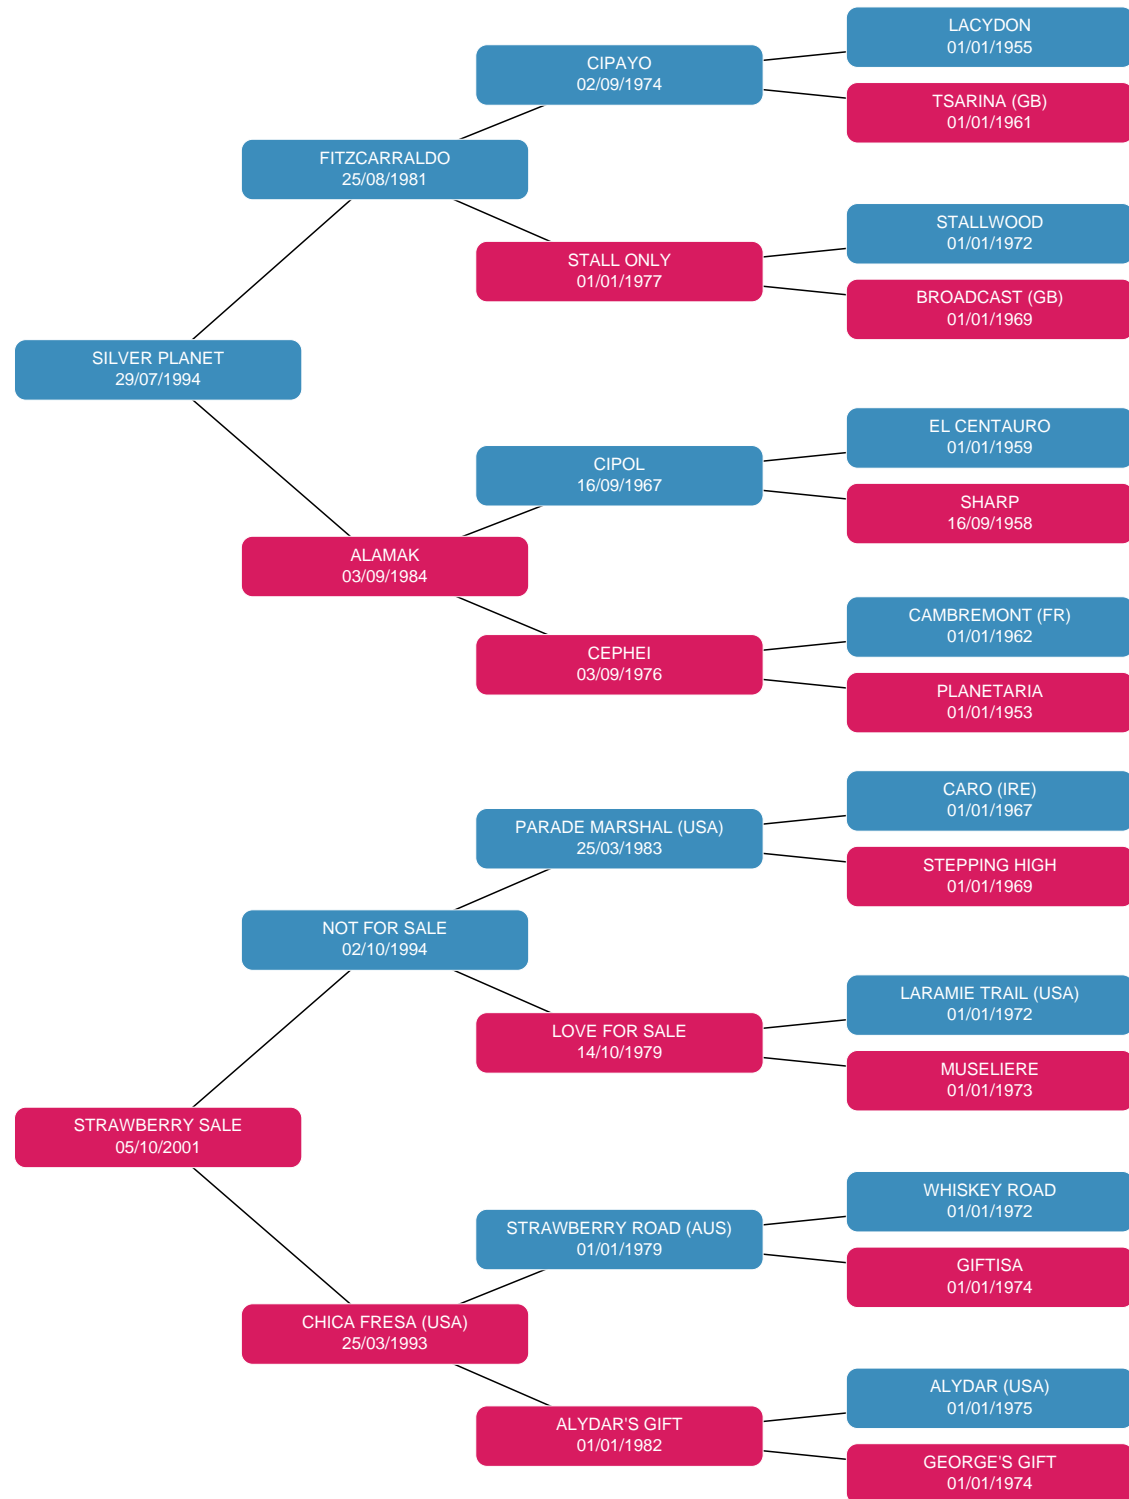 LACYDON
01/01/1955
CIPAYO
02/09/1974
TSARINA (GB)
01/01/1961
FITZCARRALDO
25/08/1981
STALLWOOD
01/01/1972
STALL ONLY
01/01/1977
BROADCAST (GB)
01/01/1969
SILVER PLANET
29/07/1994
EL CENTAURO
01/01/1959
CIPOL
16/09/1967
SHARP
16/09/1958
ALAMAK
03/09/1984
CAMBREMONT (FR)
01/01/1962
CEPHEI
03/09/1976
PLANETARIA
01/01/1953
CARO (IRE)
01/01/1967
PARADE MARSHAL (USA)
25/03/1983
STEPPING HIGH
01/01/1969
NOT FOR SALE
02/10/1994
LARAMIE TRAIL (USA)
01/01/1972
LOVE FOR SALE
14/10/1979
MUSELIERE
01/01/1973
STRAWBERRY SALE
05/10/2001
WHISKEY ROAD
01/01/1972
STRAWBERRY ROAD (AUS)
01/01/1979
GIFTISA
01/01/1974
CHICA FRESA (USA)
25/03/1993
ALYDAR (USA)
01/01/1975
ALYDAR'S GIFT
01/01/1982
GEORGE'S GIFT
01/01/1974